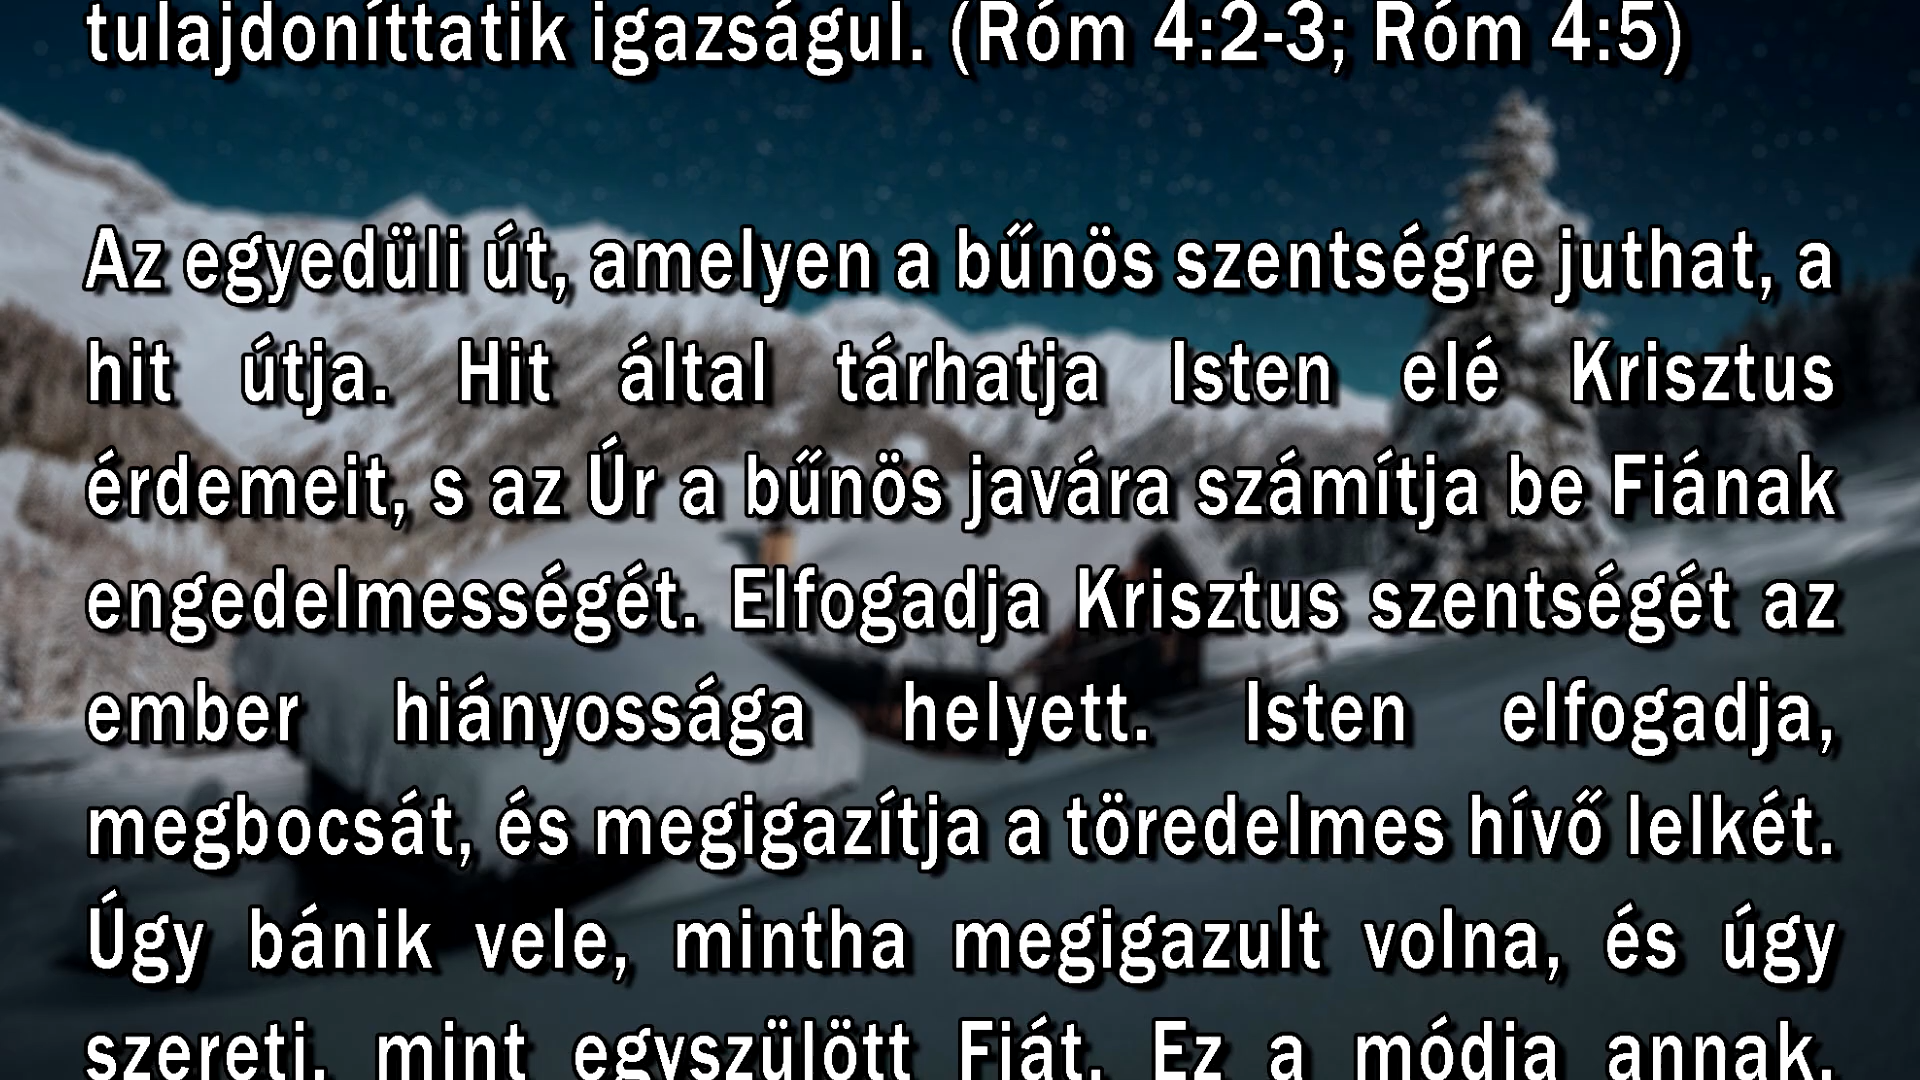 tulajdoníttatik igazságul. (Róm 4:2-3; Róm 4:5)
Az egyedüli út, amelyen a bűnös szentségre juthat, a
hit útja. Hit által tárhatja Isten elé Krisztus
érdemeit, s az Úr a bűnös javára számítja be Fiának
engedelmességét. Elfogadja Krisztus szentségét az
ember hiányossága helyett. Isten elfogadja,
megbocsát, és megigazítja a töredelmes hívő lelkét.
Úgy bánik vele, mintha megigazult volna, és úgy
szereti, mint egyszülött Fiát. Ez a módja annak,